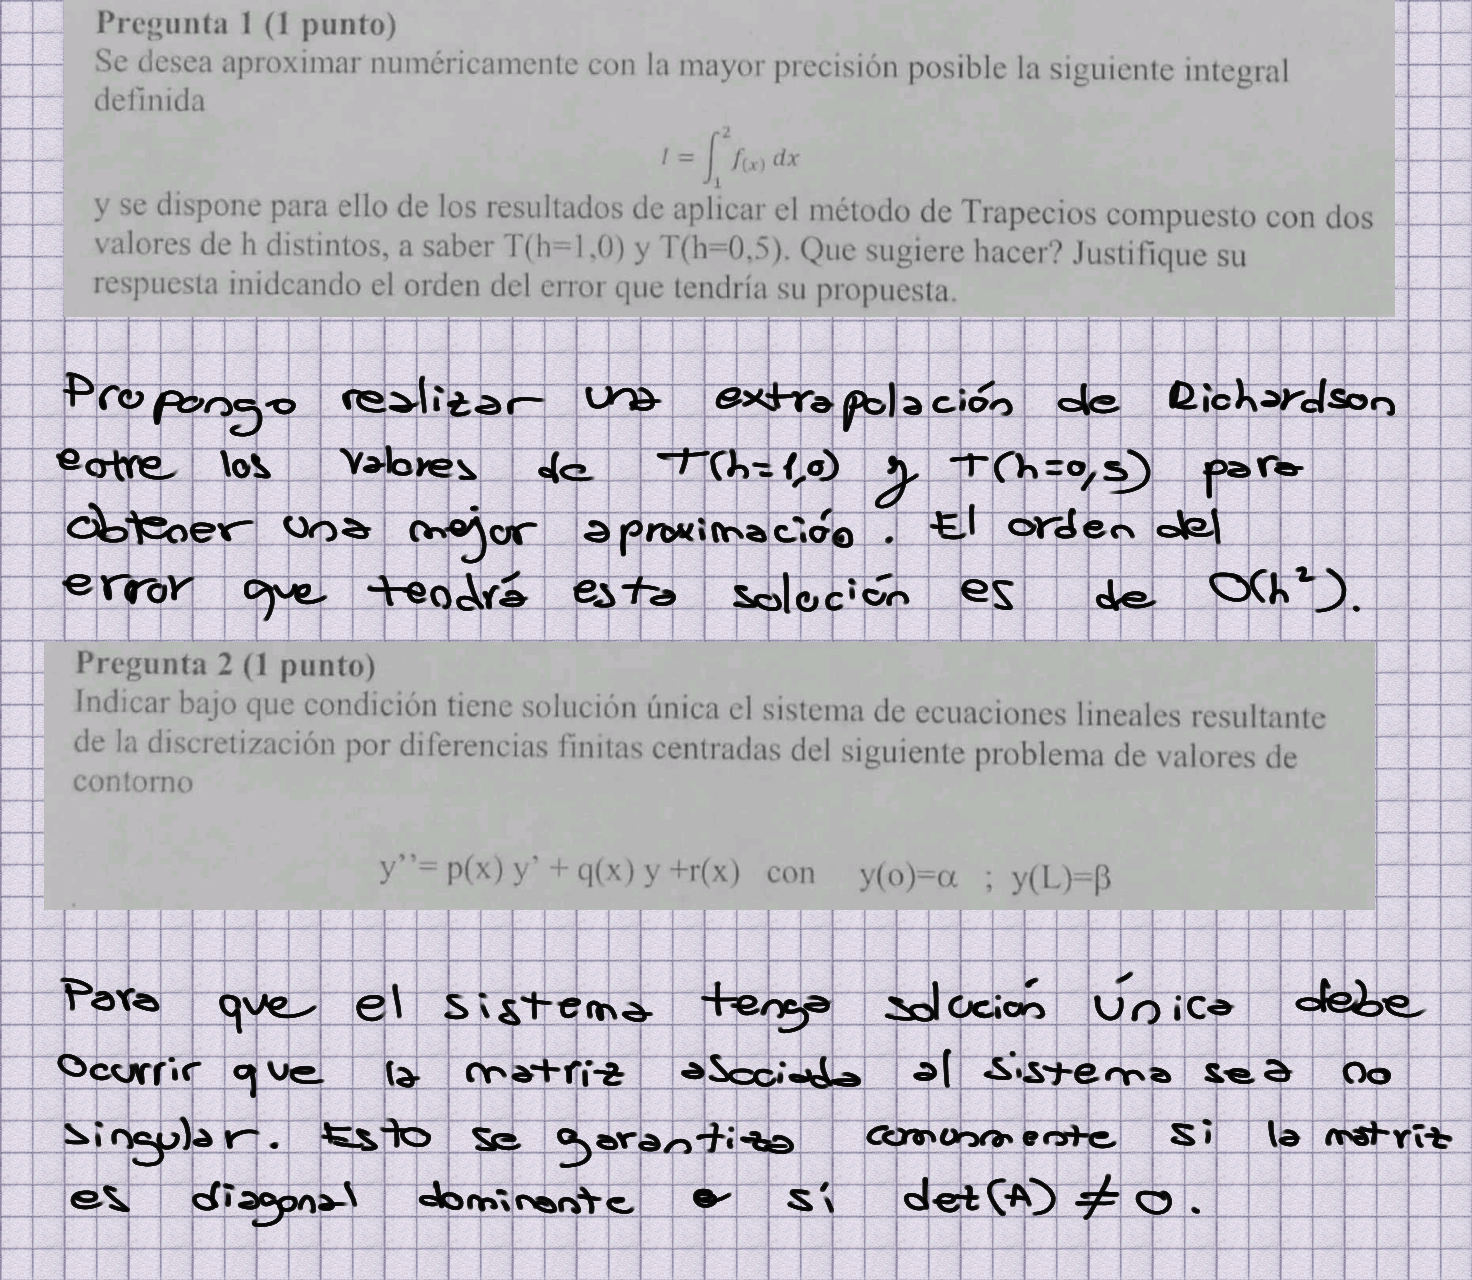 Pregunta 1 (1 punto)
Se desea aproximar numéricamente con la mayor precisión posible la siguiente integral
definida
I = ∫₁² f(x) dx
y se dispone para ello de los resultados de aplicar el método de Trapecios compuesto con dos
valores de h distintos, a saber T(h=1,0) y T(h=0,5). Que sugiere hacer? Justifique su
respuesta inidcando el orden del error que tendría su propuesta.
Propongo realizar una extrapolación de Richardson
entre los valores de T(h=1,0) y T(h=0,5) para
obtener una mejor aproximación. El orden del
error que tendrá esta solución es de O(h²).
Pregunta 2 (1 punto)
Indicar bajo que condición tiene solución única el sistema de ecuaciones lineales resultante
de la discretización por diferencias finitas centradas del siguiente problema de valores de
contorno
y’’= p(x) y’ + q(x) y +r(x) con y(o)=α ; y(L)=β
Para que el sistema tenga solución única debe
ocurrir que la matriz asociada al sistema sea no
singular. Esto se garantiza comunmente si la matriz
es diagonal dominante o si det(A) ≠ 0.